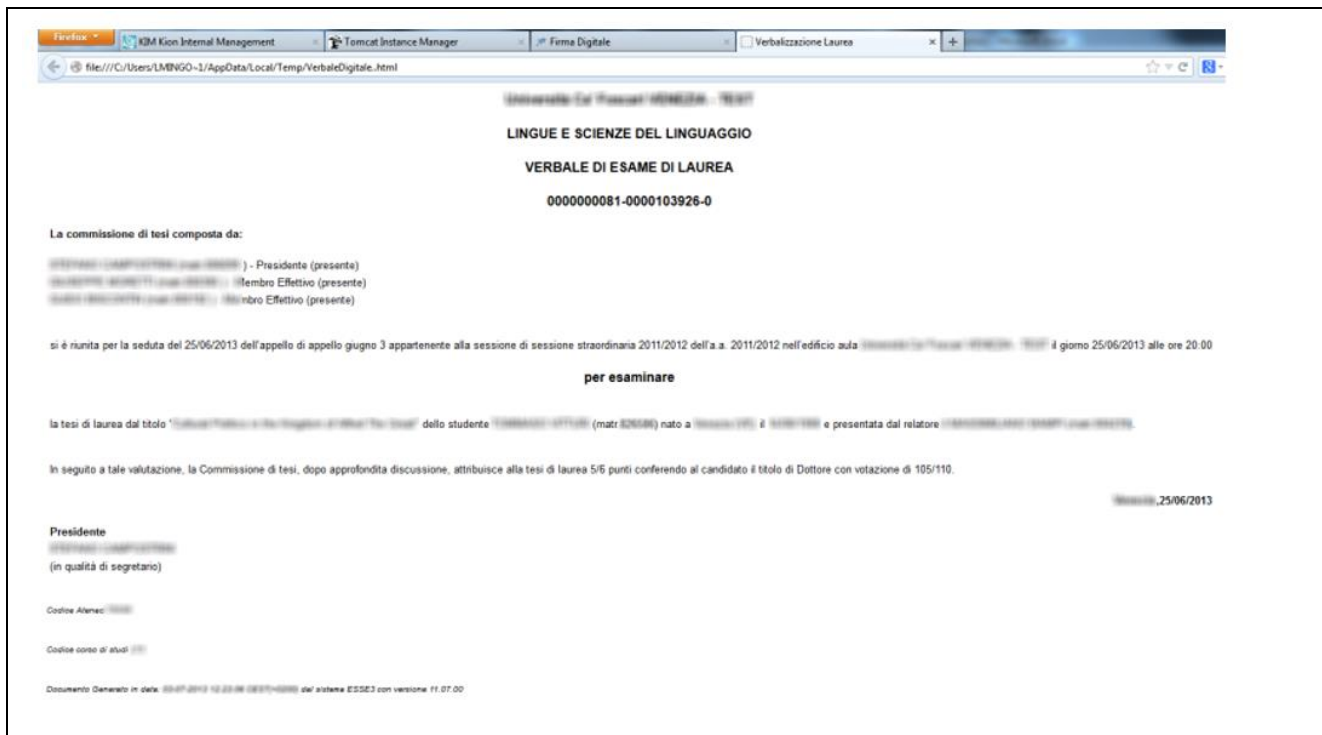 Firefox
KIM Kion Internal Management
Tomcat Instance Manager
Firma Digitale
Verbalizzazione Laurea
file:///C:/Users/LMINGO~1/AppData/Local/Temp/VerbaleDigitale..html
LINGUE E SCIENZE DEL LINGUAGGIO
VERBALE DI ESAME DI LAUREA
0000000081-0000103926-0
La commissione di tesi composta da:
) - Presidente (presente)
Membro Effettivo (presente)
Effettivo (presente)
si è riunita per la seduta del 25/06/2013 dell'appello di appello giugno 3 appartenente alla sessione di sessione straordinaria 2011/2012 dell'a.a. 2011/2012 nell'edificio aula il giorno 25/06/2013 alle ore 20:00
per esaminare
la tesi di laurea dal titolo " dello studente (matr. ) nato a il e presentata dal relatore
In seguito a tale valutazione, la Commissione di tesi, dopo approfondita discussione, attribuisce alla tesi di laurea 5/6 punti conferendo al candidato il titolo di Dottore con votazione di 105/110.
,25/06/2013
Presidente
(in qualità di segretario)
Codice Ateneo
Codice corso di studi
Documento Generato in data: dal sistema ESSE3 con versione 11.07.00